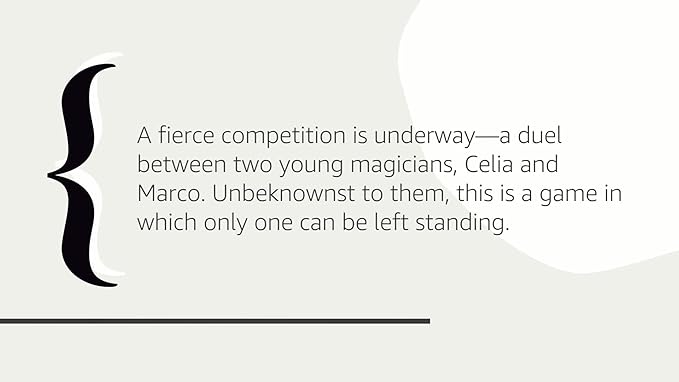 A fierce competition is underway—a duel
between two young magicians, Celia and
Marco. Unbeknownst to them, this is a game in
which only one can be left standing.